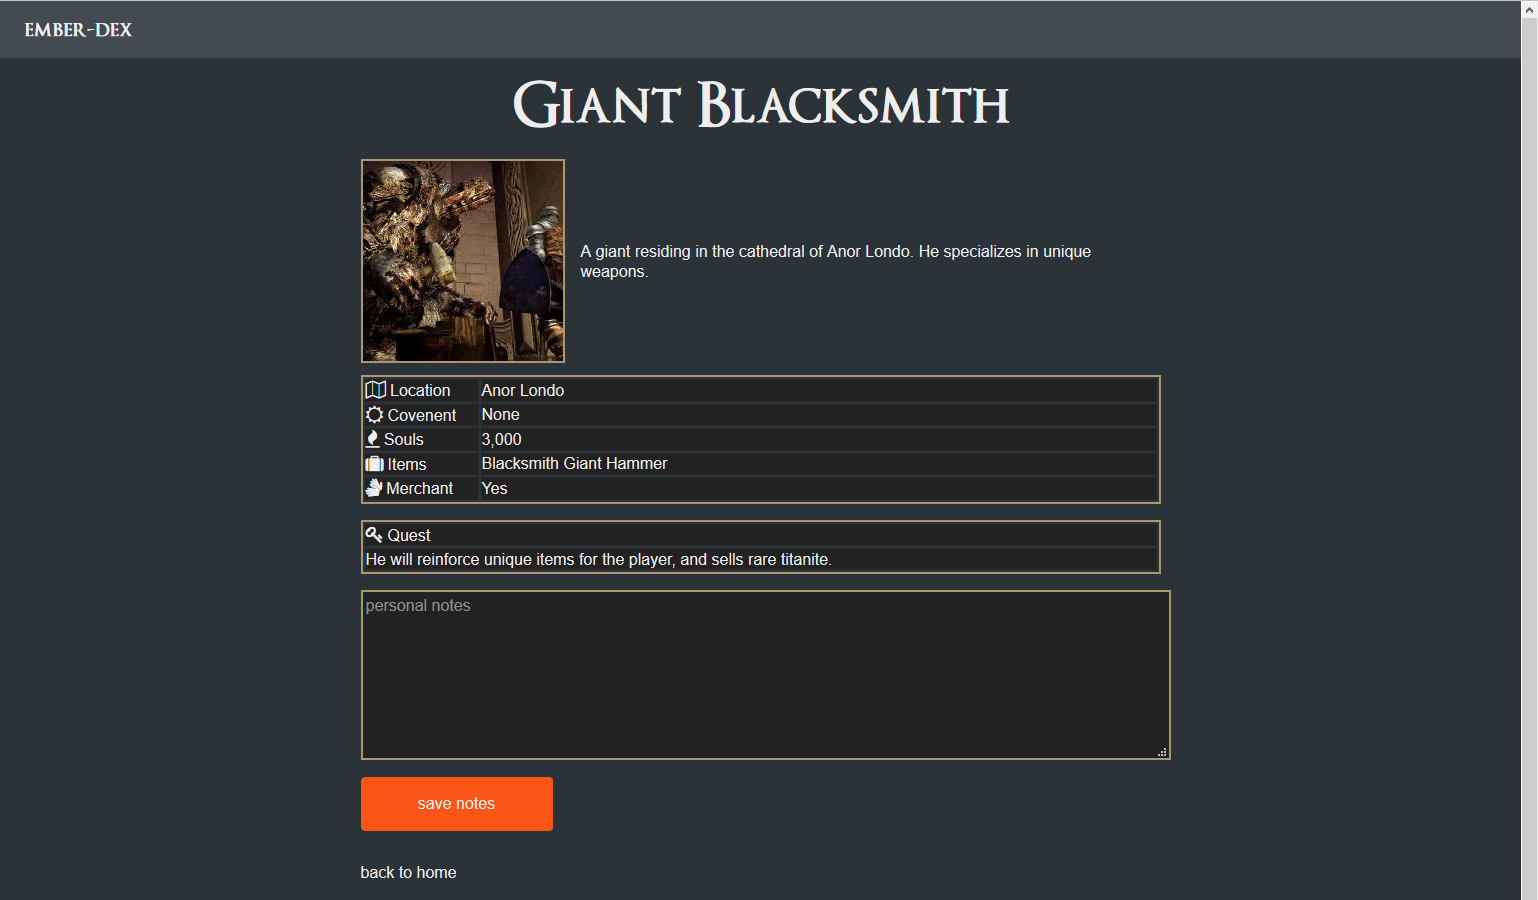 EMBER-DEX
Giant Blacksmith
A giant residing in the cathedral of Anor Londo. He specializes in unique
weapons.
Location Anor Londo
Covenent None
Souls 3,000
Items Blacksmith Giant Hammer
Merchant Yes
Quest
He will reinforce unique items for the player, and sells rare titanite.
personal notes
save notes
back to home